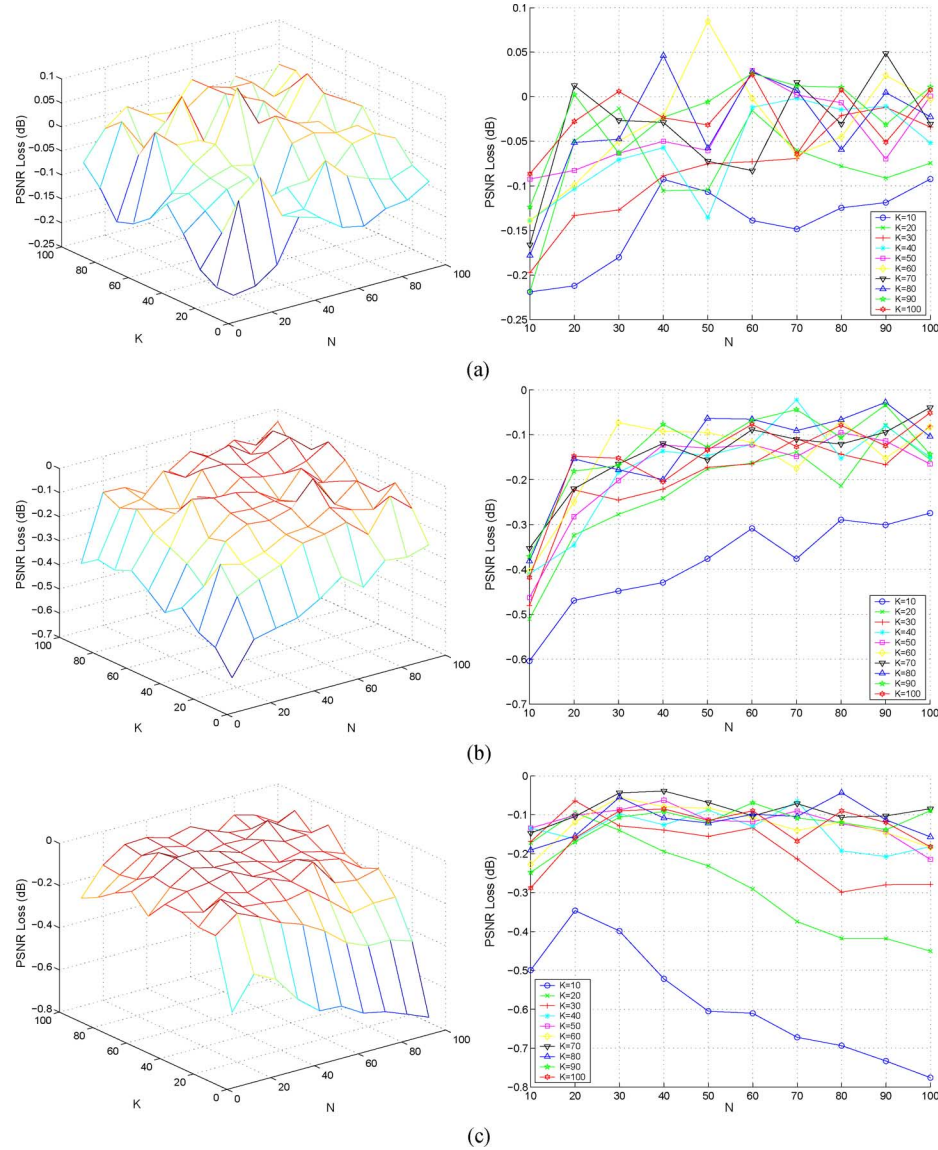 0.1
0.05
0
−0.05
−0.1
−0.15
−0.2
−0.25
PSNR Loss (dB)
100
80
60
40
20
0
K
0
20
40
60
80
100
N
0.1
0.05
0
−0.05
−0.1
−0.15
−0.2
−0.25
PSNR Loss (dB)
10
20
30
40
50
60
70
80
90
100
N
K=10
K=20
K=30
K=40
K=50
K=60
K=70
K=80
K=90
K=100
(a)
0
−0.1
−0.2
−0.3
−0.4
−0.5
−0.6
−0.7
PSNR Loss (dB)
100
80
60
40
20
0
K
0
20
40
60
80
100
N
0
−0.1
−0.2
−0.3
−0.4
−0.5
−0.6
−0.7
PSNR Loss (dB)
10
20
30
40
50
60
70
80
90
100
N
K=10
K=20
K=30
K=40
K=50
K=60
K=70
K=80
K=90
K=100
(b)
0
−0.2
−0.4
−0.6
−0.8
PSNR Loss (dB)
100
80
60
40
20
0
K
0
20
40
60
80
100
N
0
−0.1
−0.2
−0.3
−0.4
−0.5
−0.6
−0.7
−0.8
PSNR Loss (dB)
10
20
30
40
50
60
70
80
90
100
N
K=10
K=20
K=30
K=40
K=50
K=60
K=70
K=80
K=90
K=100
(c)